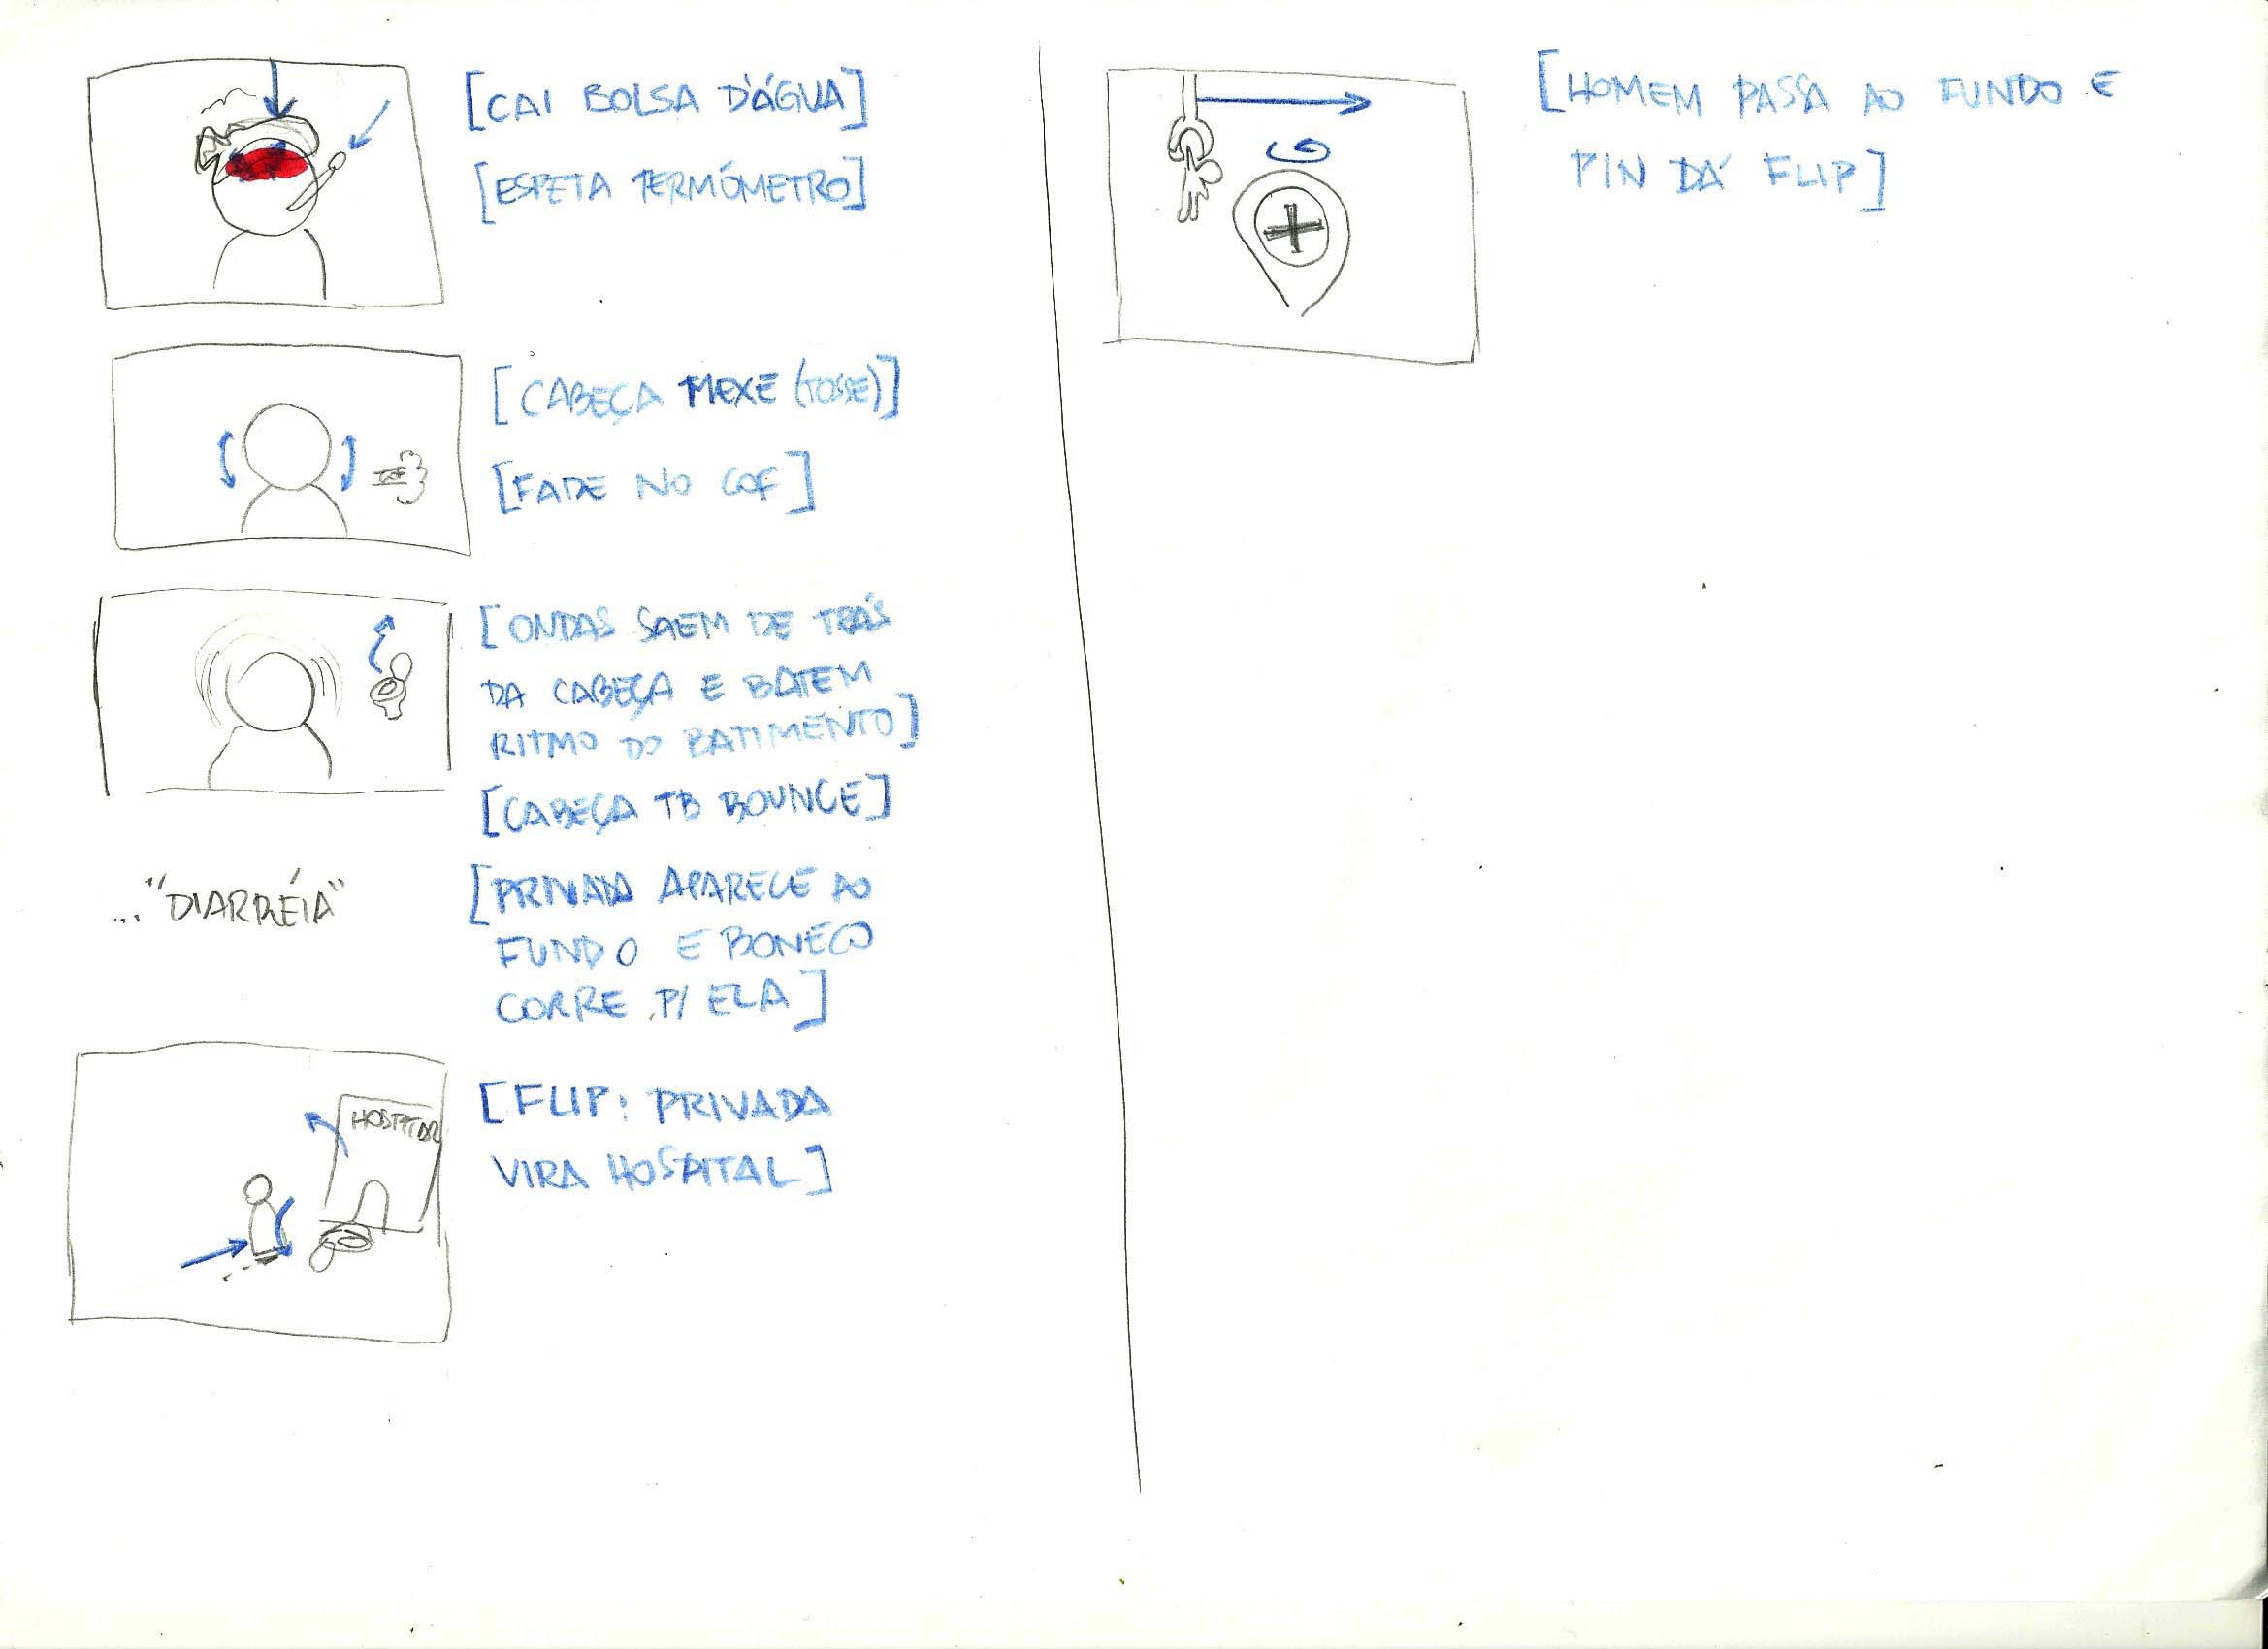 [CAI BOLSA D'ÁGUA]
[ESPETA TERMÔMETRO]
[CABEÇA MEXE (TOSSE)]
COF
[FADE NO COF]
[ONDAS SAEM DE TRÁS
DA CABEÇA E BATEM
RITMO DO BATIMENTO]
[CABEÇA TB BOUNCE]
..."DIARRÉIA"
[PRIVADA APARECE AO
FUNDO E BONECO
CORRE P/ ELA]
HOSPITAL
[FLIP: PRIVADA
VIRA HOSPITAL]
[HOMEM PASSA AO FUNDO E
PIN DÁ FLIP]